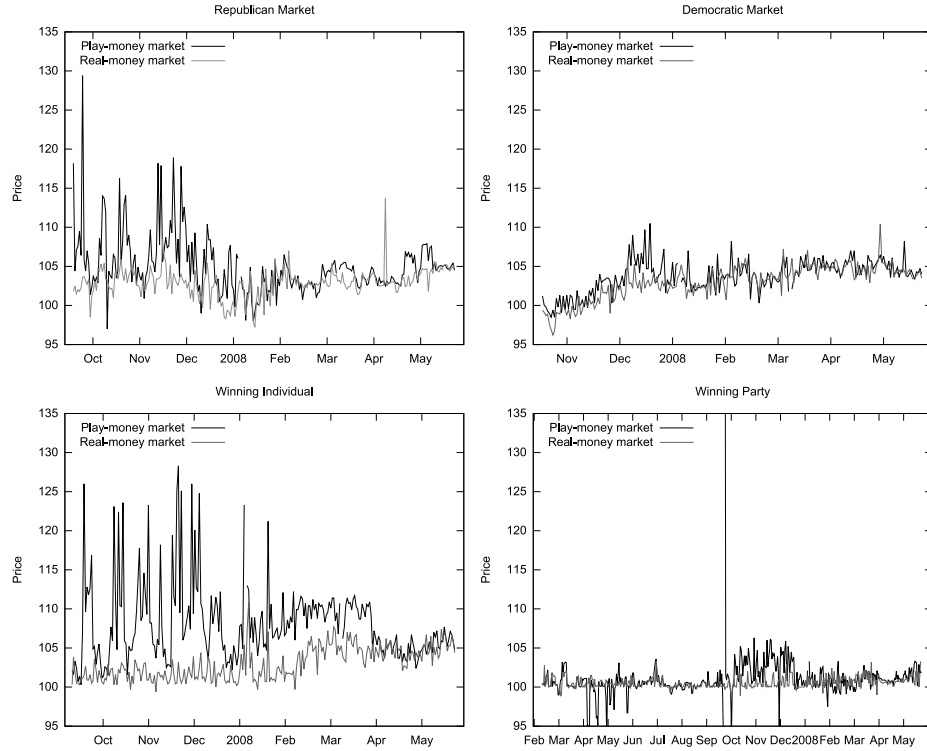 Republican Market
Play-money market
Real-money market
Price
135
130
125
120
115
110
105
100
95
Oct Nov Dec 2008 Feb Mar Apr May
Democratic Market
Play-money market
Real-money market
Price
135
130
125
120
115
110
105
100
95
Nov Dec 2008 Feb Mar Apr May
Winning Individual
Play-money market
Real-money market
Price
135
130
125
120
115
110
105
100
95
Oct Nov Dec 2008 Feb Mar Apr May
Winning Party
Play-money market
Real-money market
Price
135
130
125
120
115
110
105
100
95
Feb Mar Apr May Jun Jul Aug Sep Oct Nov Dec 2008 Feb Mar Apr May